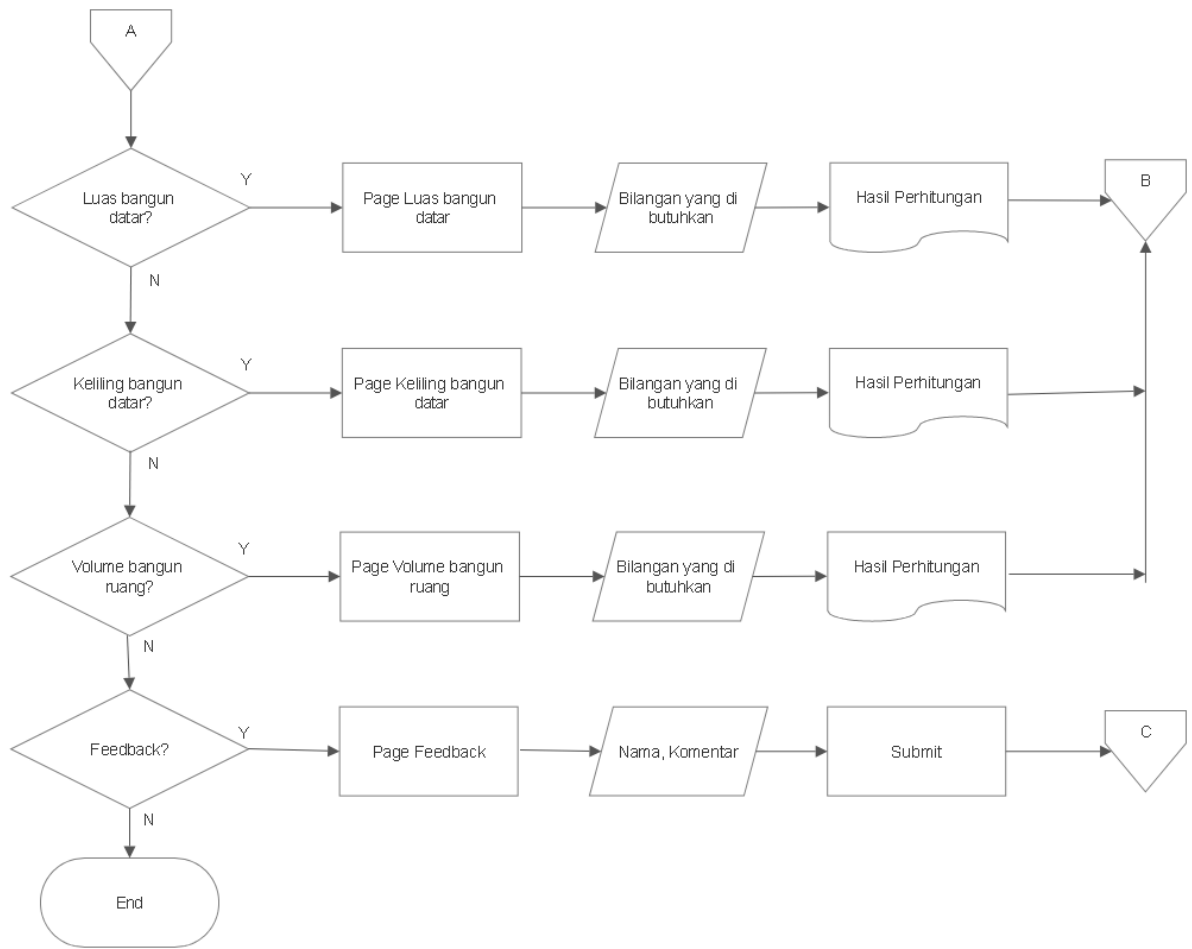 A
Luas bangun
datar?
Y
Page Luas bangun
datar
Bilangan yang di
butuhkan
Hasil Perhitungan
B
N
Keliling bangun
datar?
Y
Page Keliling bangun
datar
Bilangan yang di
butuhkan
Hasil Perhitungan
N
Volume bangun
ruang?
Y
Page Volume bangun
ruang
Bilangan yang di
butuhkan
Hasil Perhitungan
N
Feedback?
Y
Page Feedback
Nama, Komentar
Submit
C
N
End